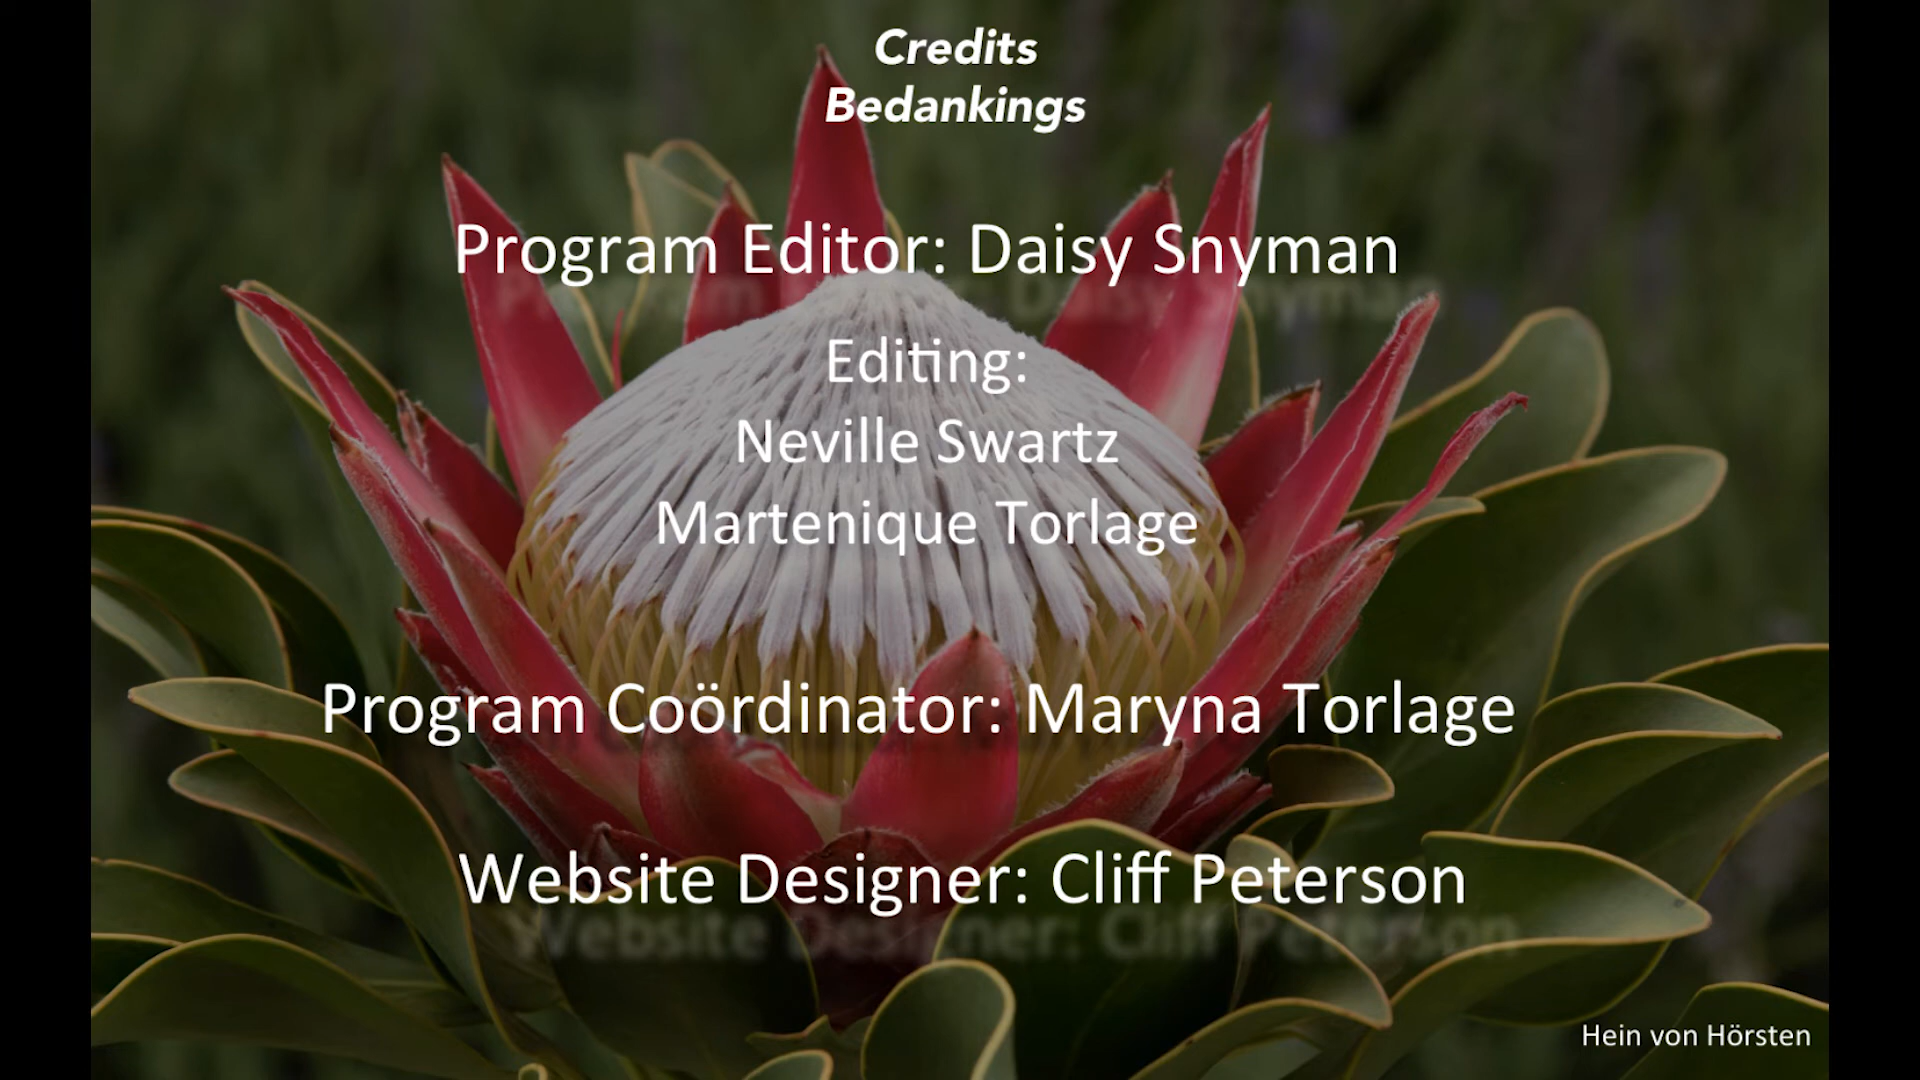 Credits
Bedankings
Program Editor: Daisy Snyman
Editing:
Neville Swartz
Martenique Torlage
Program Coördinator: Maryna Torlage
Website Designer: Cliff Peterson
Hein von Hörsten